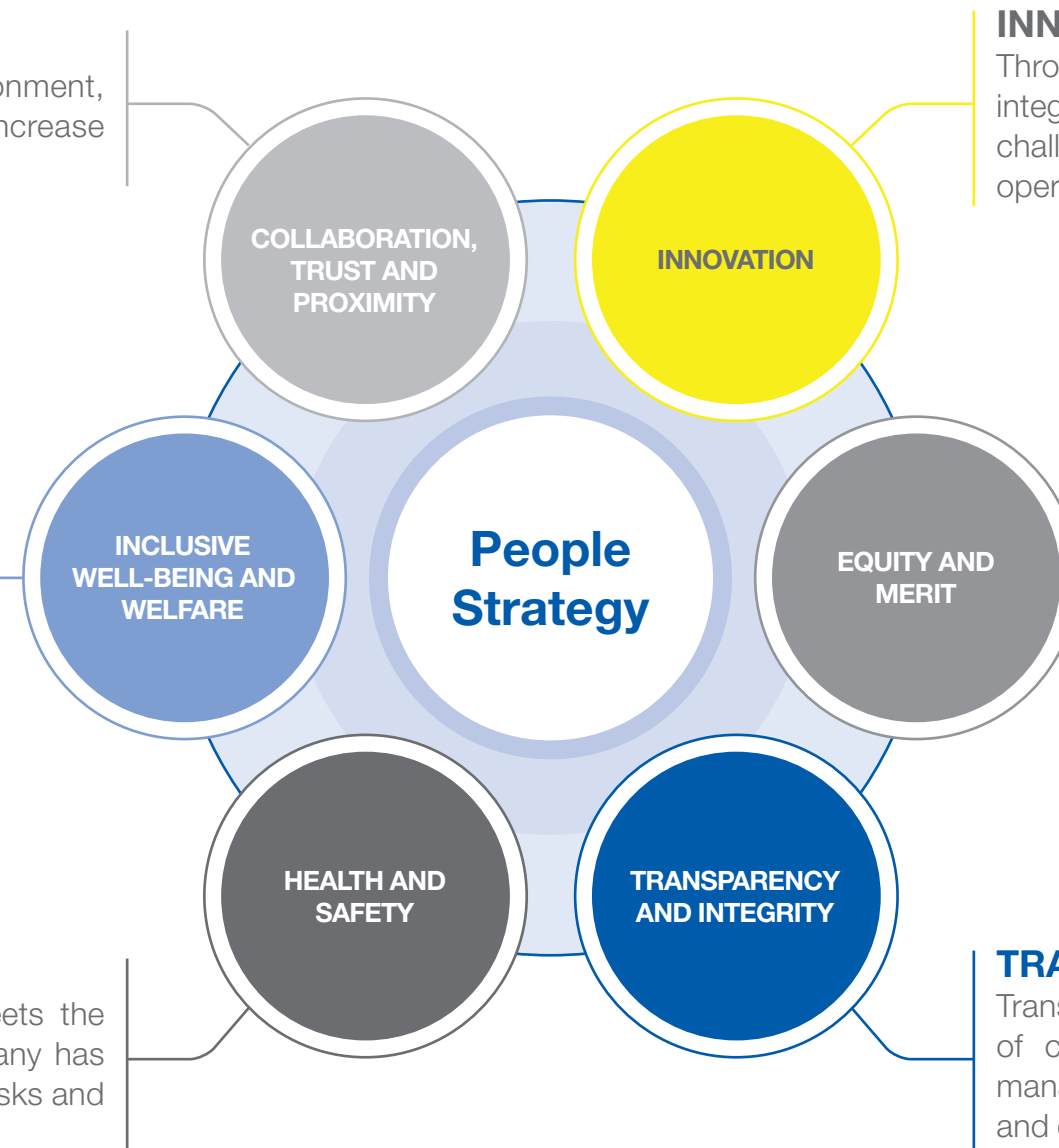 onment,
ncrease
INN
Thro
integ
chall
oper
COLLABORATION,
TRUST AND
PROXIMITY
INNOVATION
INCLUSIVE
WELL-BEING AND
WELFARE
People
Strategy
EQUITY AND
MERIT
HEALTH AND
SAFETY
TRANSPARENCY
AND INTEGRITY
ets the
any has
sks and
TRA
Trans
of c
mana
and